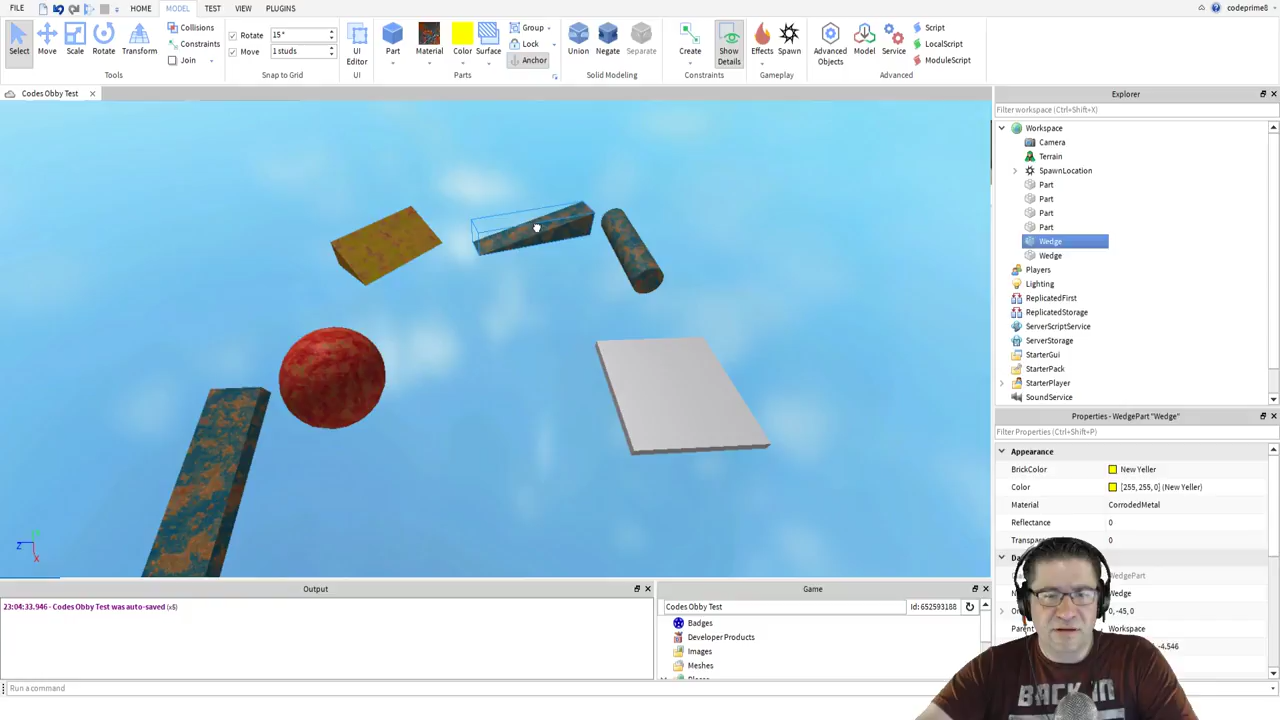 FILE HOME MODEL TEST VIEW PLUGINS codeprime8
Select Move Scale Rotate Transform
Collisions
Constraints
Join
Tools
Rotate 15°
Move 1 studs
Snap to Grid
UI Editor
UI
Part Material Color Surface
Group
Lock
Anchor
Parts
Union Negate Separate
Solid Modeling
Create Show Details
Constraints
Effects Spawn
Gameplay
Advanced Objects Model Service
Script
LocalScript
ModuleScript
Advanced
Codes Obby Test
Explorer
Filter workspace (Ctrl+Shift+X)
Workspace
Camera
Terrain
SpawnLocation
Part
Part
Part
Part
Wedge
Wedge
Players
Lighting
ReplicatedFirst
ReplicatedStorage
ServerScriptService
ServerStorage
StarterGui
StarterPack
StarterPlayer
SoundService
Properties - WedgePart "Wedge"
Filter Properties (Ctrl+Shift+P)
Appearance
BrickColor New Yeller
Color [255, 255, 0] (New Yeller)
Material CorrodedMetal
Reflectance 0
0
0, -45, 0
Workspace
-4.546
Z
X
Output
23:04:33.946 - Codes Obby Test was auto-saved
Game
Codes Obby Test Id: 652593188
Badges
Developer Products
Images
Meshes
Run a command
BACK IN